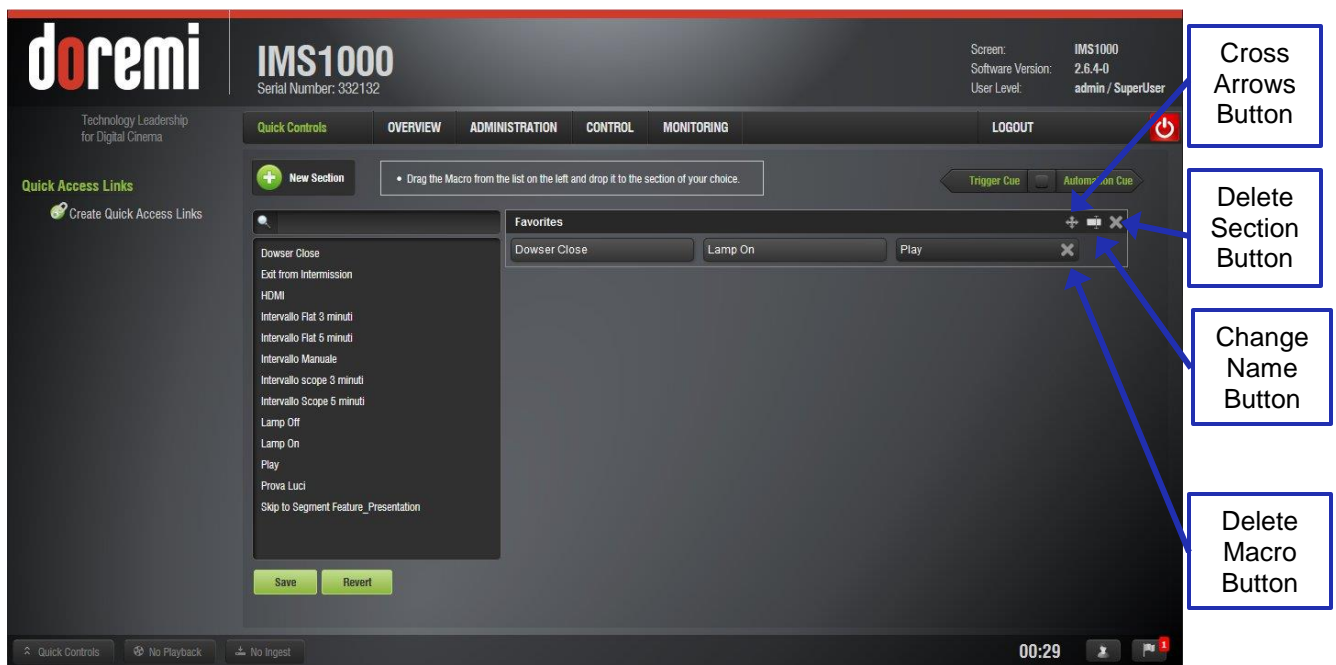 doremi
Technology Leadership
for Digital Cinema
IMS1000
Serial Number: 332132
Screen: IMS1000
Software Version: 2.6.4-0
User Level: admin / SuperUser
Quick Controls OVERVIEW ADMINISTRATION CONTROL MONITORING LOGOUT
Quick Access Links
Create Quick Access Links
New Section
• Drag the Macro from the list on the left and drop it to the section of your choice.
Trigger Cue Automation Cue
Favorites
Dowser Close Lamp On Play
Dowser Close
Exit from Intermission
HDMI
Intervallo Flat 3 minuti
Intervallo Flat 5 minuti
Intervallo Manuale
Intervallo scope 3 minuti
Intervallo Scope 5 minuti
Lamp Off
Lamp On
Play
Prova Luci
Skip to Segment Feature_Presentation
Save Revert
Quick Controls No Playback No Ingest 00:29 1
Cross
Arrows
Button
Delete
Section
Button
Change
Name
Button
Delete
Macro
Button